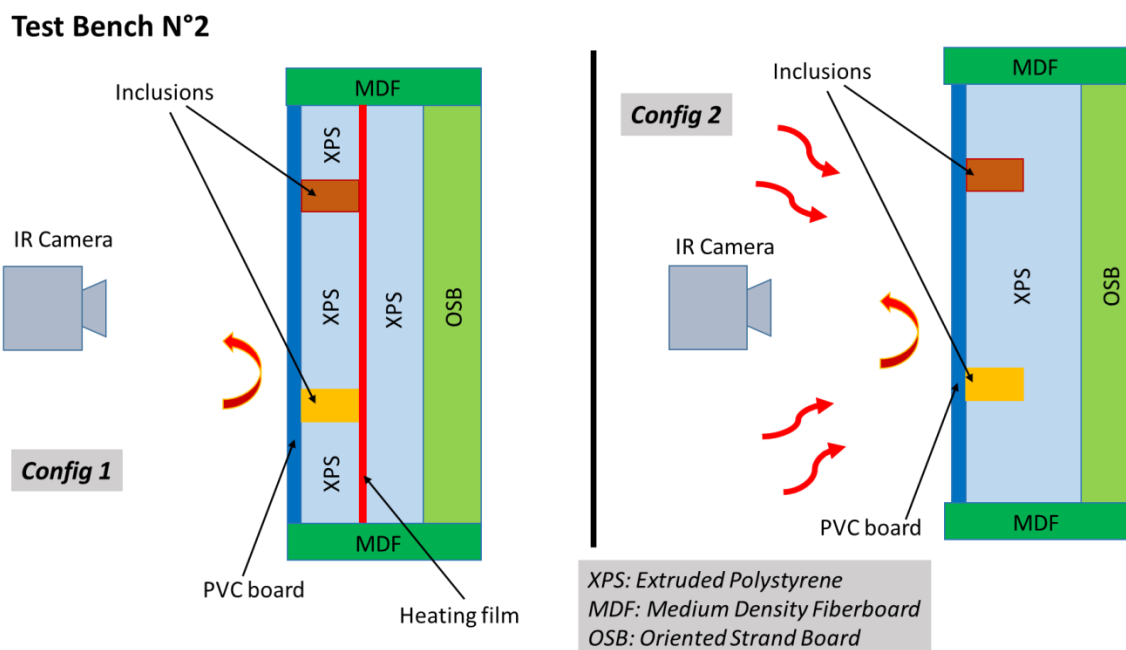 Test Bench N°2
Inclusions
MDF
XPS
XPS
XPS
XPS
OSB
IR Camera
Config 1
MDF
PVC board
Heating film
Config 2
Inclusions
MDF
IR Camera
XPS
OSB
PVC board
MDF
XPS: Extruded Polystyrene
MDF: Medium Density Fiberboard
OSB: Oriented Strand Board